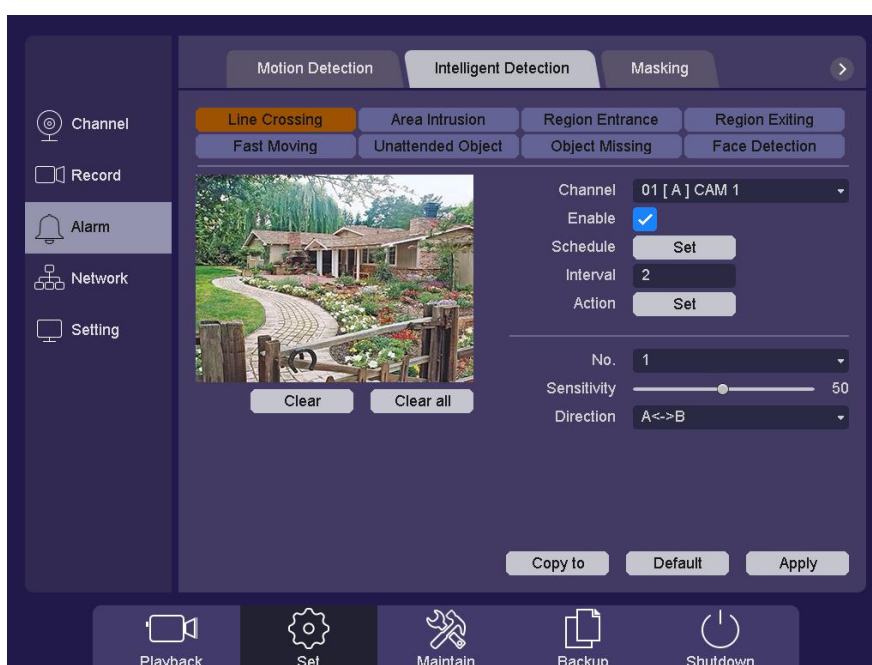 Motion Detection Intelligent Detection Masking >
Channel
Record
Alarm
Network
Setting
Line Crossing Area Intrusion Region Entrance Region Exiting
Fast Moving Unattended Object Object Missing Face Detection
Channel 01 [ A ] CAM 1
Enable
Schedule Set
Interval 2
Action Set
No. 1
Sensitivity 50
Direction A<->B
Clear Clear all
Copy to Default Apply
Playback Set Maintain Backup Shutdown